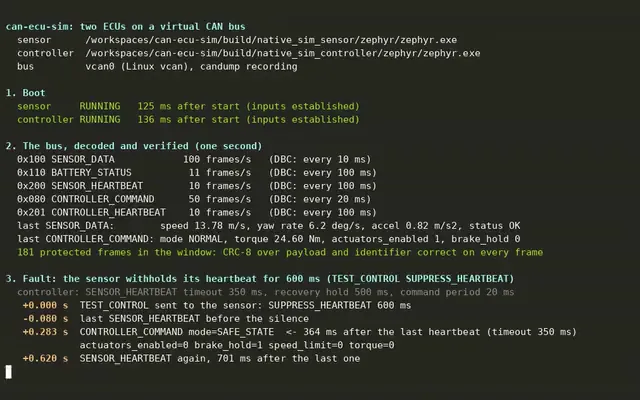 can-ecu-sim: two ECUs on a virtual CAN bus
sensor /workspaces/can-ecu-sim/build/native_sim_sensor/zephyr/zephyr.exe
controller /workspaces/can-ecu-sim/build/native_sim_controller/zephyr/zephyr.exe
bus vcan0 (Linux vcan), candump recording
1. Boot
sensor RUNNING 125 ms after start (inputs established)
controller RUNNING 136 ms after start (inputs established)
2. The bus, decoded and verified (one second)
0x100 SENSOR_DATA 100 frames/s (DBC: every 10 ms)
0x110 BATTERY_STATUS 11 frames/s (DBC: every 100 ms)
0x200 SENSOR_HEARTBEAT 10 frames/s (DBC: every 100 ms)
0x080 CONTROLLER_COMMAND 50 frames/s (DBC: every 20 ms)
0x201 CONTROLLER_HEARTBEAT 10 frames/s (DBC: every 100 ms)
last SENSOR_DATA: speed 13.78 m/s, yaw rate 6.2 deg/s, accel 0.82 m/s2, status OK
last CONTROLLER_COMMAND: mode NORMAL, torque 24.60 Nm, actuators_enabled 1, brake_hold 0
181 protected frames in the window: CRC-8 over payload and identifier correct on every frame
3. Fault: the sensor withholds its heartbeat for 600 ms (TEST_CONTROL SUPPRESS_HEARTBEAT)
controller: SENSOR_HEARTBEAT timeout 350 ms, recovery hold 500 ms, command period 20 ms
+0.000 s TEST_CONTROL sent to the sensor: SUPPRESS_HEARTBEAT 600 ms
-0.080 s last SENSOR_HEARTBEAT before the silence
+0.283 s CONTROLLER_COMMAND mode=SAFE_STATE <- 364 ms after the last heartbeat (timeout 350 ms)
actuators_enabled=0 brake_hold=1 speed_limit=0 torque=0
+0.620 s SENSOR_HEARTBEAT again, 701 ms after the last one